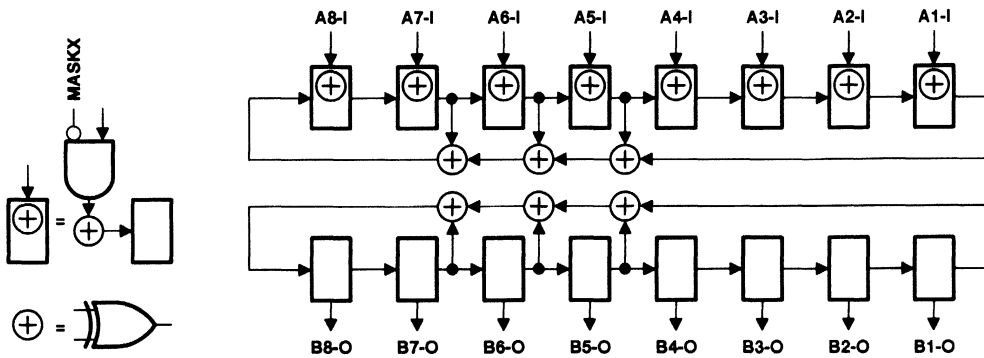 A8-I A7-I A6-I A5-I A4-I A3-I A2-I A1-I
MASKX
=
=
B8-O B7-O B6-O B5-O B4-O B3-O B2-O B1-O